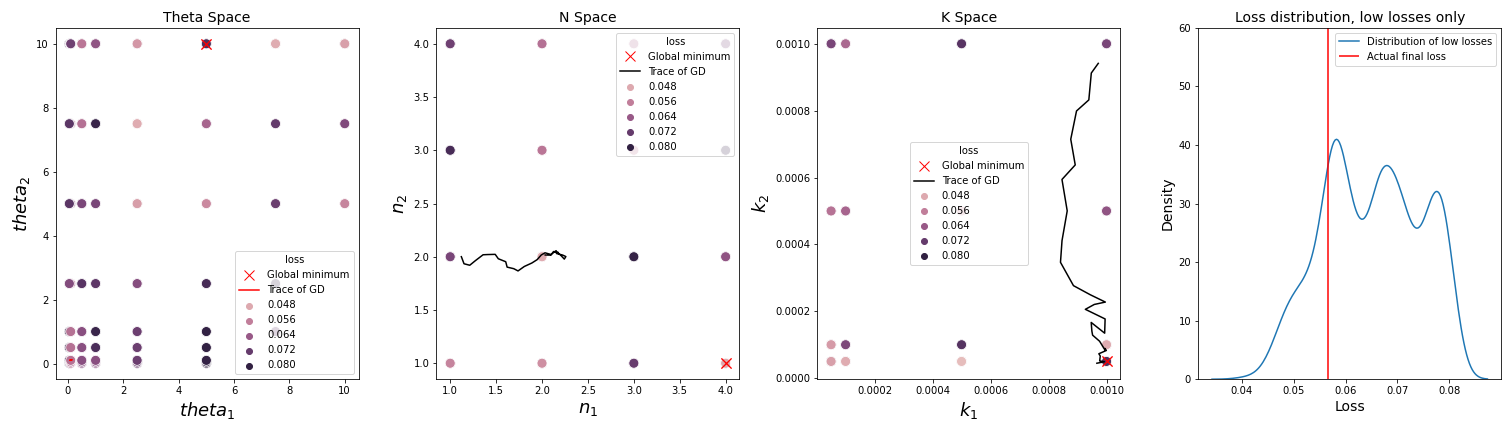 Theta Space
theta_2
10
8
6
4
2
0
0
2
4
6
8
10
theta_1
loss
Global minimum
Trace of GD
0.048
0.056
0.064
0.072
0.080
N Space
n_2
4.0
3.5
3.0
2.5
2.0
1.5
1.0
1.0
1.5
2.0
2.5
3.0
3.5
4.0
n_1
loss
Global minimum
Trace of GD
0.048
0.056
0.064
0.072
0.080
K Space
k_2
0.0010
0.0008
0.0006
0.0004
0.0002
0.0000
0.0002
0.0004
0.0006
0.0008
0.0010
k_1
loss
Global minimum
Trace of GD
0.048
0.056
0.064
0.072
0.080
Loss distribution, low losses only
Density
60
50
40
30
20
10
0
0.04
0.05
0.06
0.07
0.08
Loss
Distribution of low losses
Actual final loss